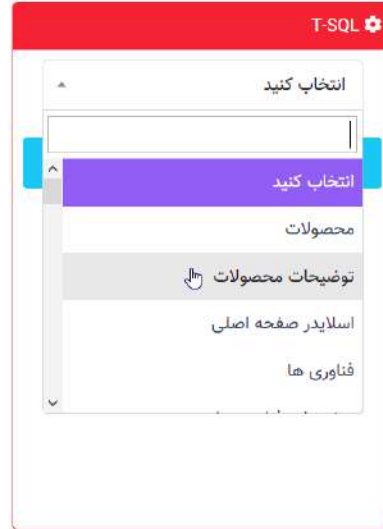 T-SQL
انتخاب کنید
انتخاب کنید
محصولات
توضیحات محصولات
اسلایدر صفحه اصلی
فناوری ها